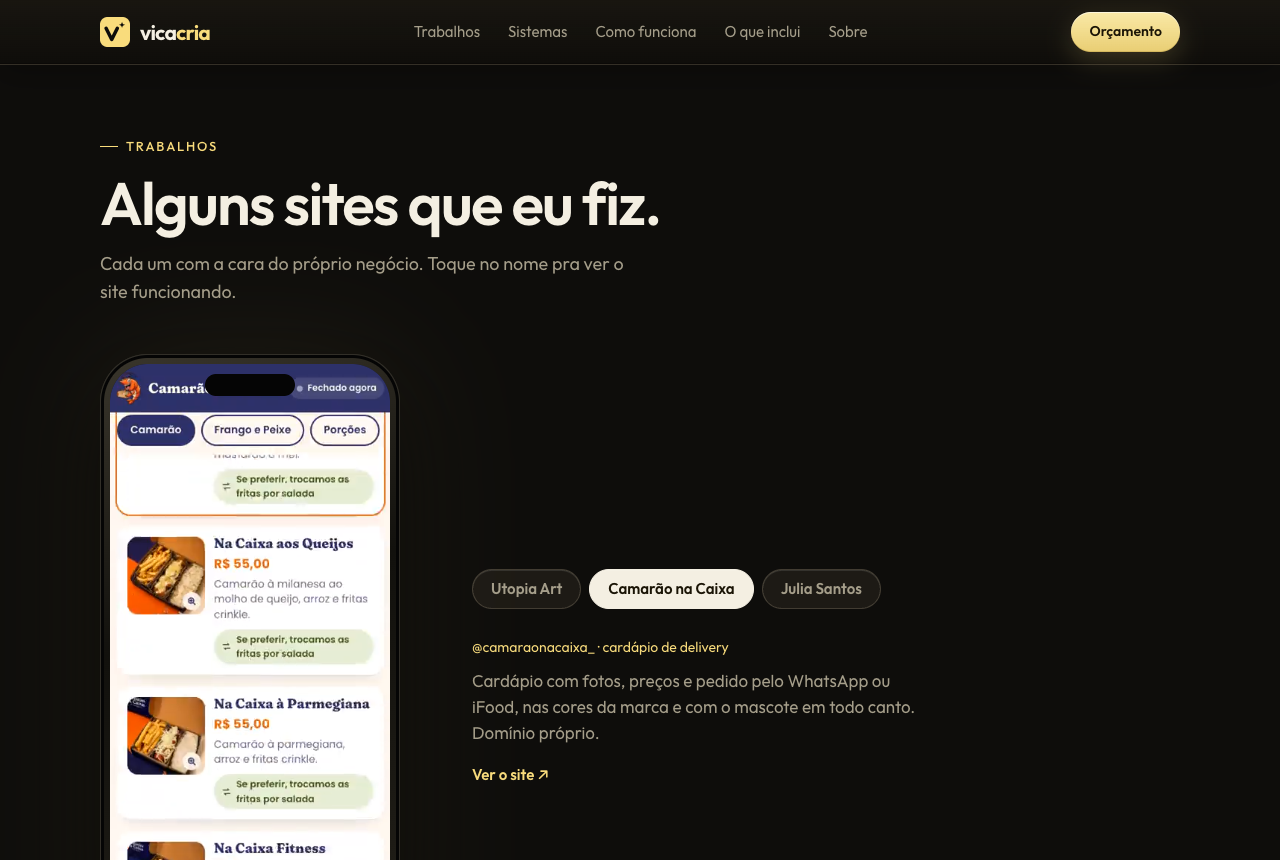 vicacria
Trabalhos
Sistemas
Como funciona
O que inclui
Sobre
Orçamento
TRABALHOS
Alguns sites que eu fiz.
Cada um com a cara do próprio negócio. Toque no nome pra ver o
site funcionando.
Fechado agora
Camarão
Frango e Peixe
Porções
Se preferir, trocamos as
fritas por salada
Na Caixa aos Queijos
R$ 55,00
Camarão à milanesa ao
molho de queijo, arroz e fritas
crinkle.
Se preferir, trocamos as
fritas por salada
Na Caixa à Parmegiana
R$ 55,00
Camarão à parmegiana,
arroz e fritas crinkle.
Se preferir, trocamos as
fritas por salada
Na Caixa Fitness
Utopia Art
Camarão na Caixa
Julia Santos
@camaraonacaixa_ · cardápio de delivery
Cardápio com fotos, preços e pedido pelo WhatsApp ou
iFood, nas cores da marca e com o mascote em todo canto.
Domínio próprio.
Ver o site ↗